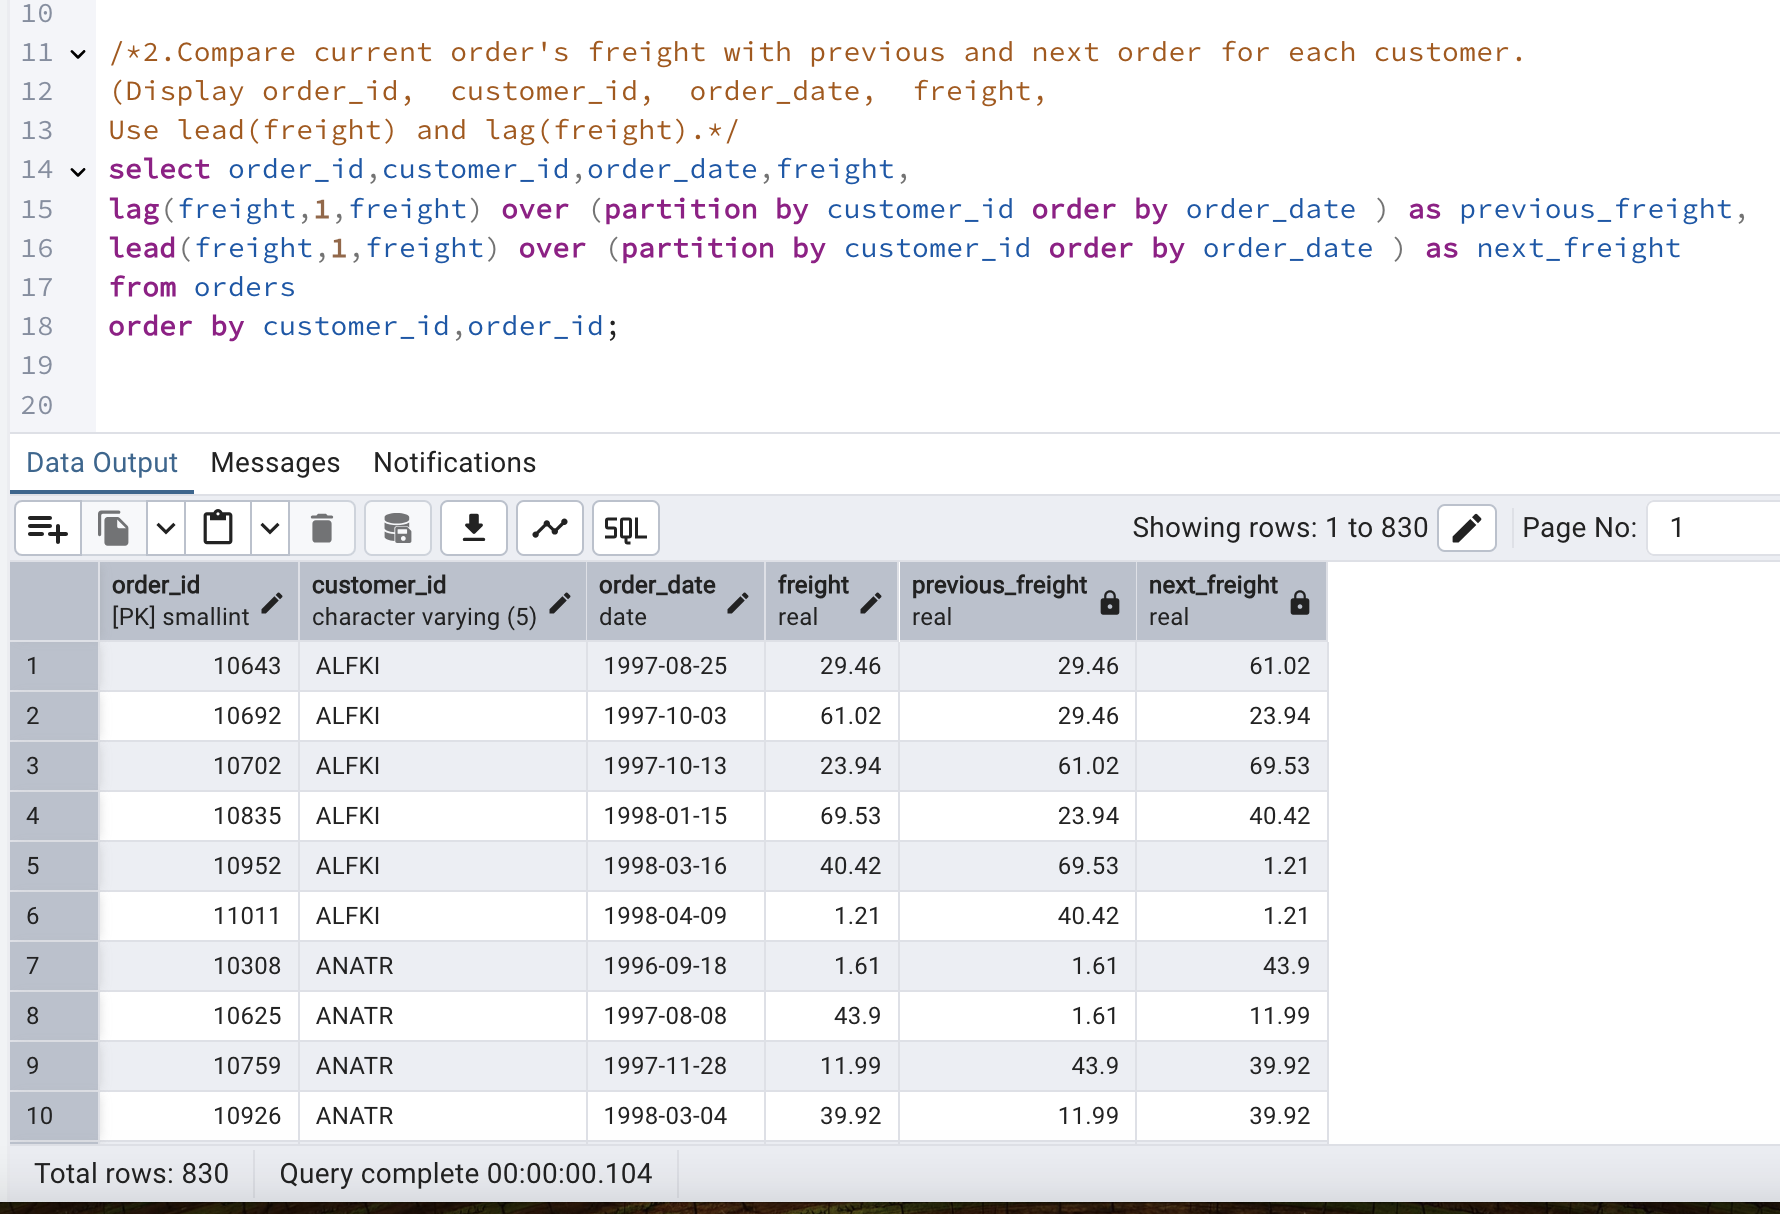 10
11 /*2.Compare current order's freight with previous and next order for each customer.
12 (Display order_id,  customer_id,  order_date,  freight,
13 Use lead(freight) and lag(freight).*/
14 select order_id,customer_id,order_date,freight,
15 lag(freight,1,freight) over (partition by customer_id order by order_date ) as previous_freight,
16 lead(freight,1,freight) over (partition by customer_id order by order_date ) as next_freight
17 from orders
18 order by customer_id,order_id;
19
20
Data Output Messages Notifications
SQL Showing rows: 1 to 830 Page No: 1
order_id customer_id order_date freight previous_freight next_freight
[PK] smallint character varying (5) date real real real
1 10643 ALFKI 1997-08-25 29.46 29.46 61.02
2 10692 ALFKI 1997-10-03 61.02 29.46 23.94
3 10702 ALFKI 1997-10-13 23.94 61.02 69.53
4 10835 ALFKI 1998-01-15 69.53 23.94 40.42
5 10952 ALFKI 1998-03-16 40.42 69.53 1.21
6 11011 ALFKI 1998-04-09 1.21 40.42 1.21
7 10308 ANATR 1996-09-18 1.61 1.61 43.9
8 10625 ANATR 1997-08-08 43.9 1.61 11.99
9 10759 ANATR 1997-11-28 11.99 43.9 39.92
10 10926 ANATR 1998-03-04 39.92 11.99 39.92
Total rows: 830 Query complete 00:00:00.104